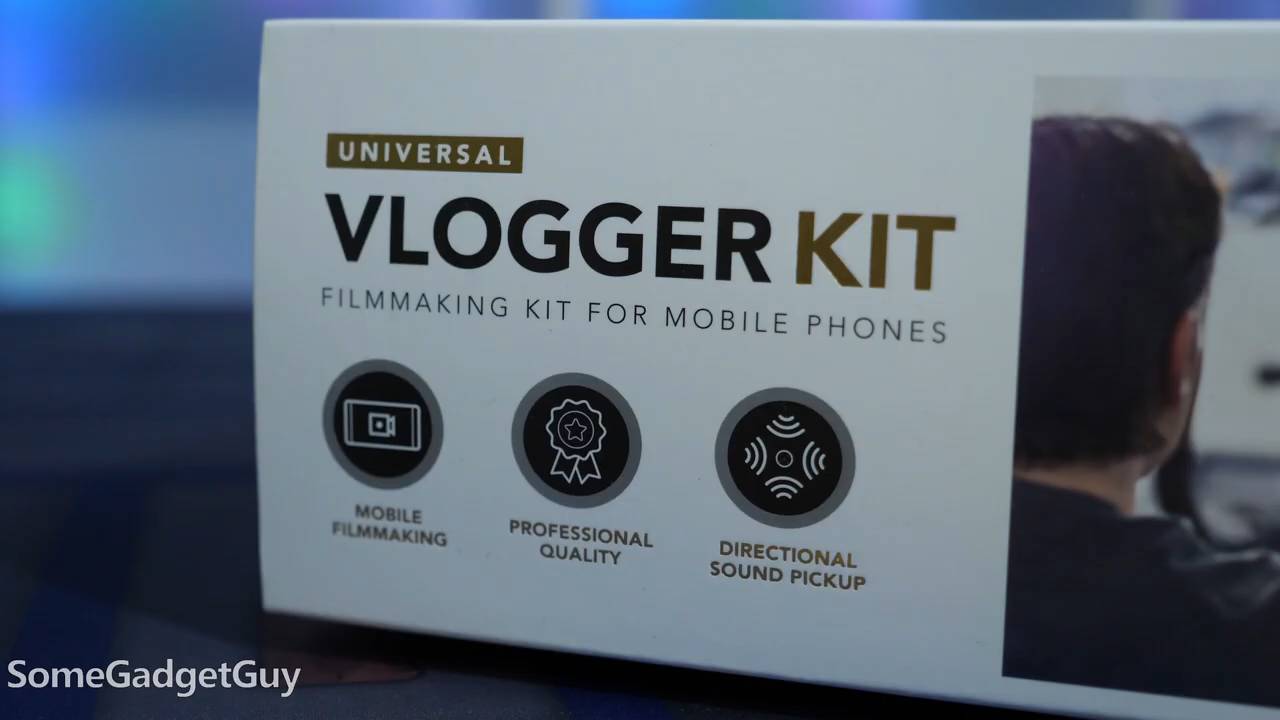 UNIVERSAL
VLOGGER KIT
FILMMAKING KIT FOR MOBILE PHONES
MOBILE
FILMMAKING
PROFESSIONAL
QUALITY
DIRECTIONAL
SOUND PICKUP
SomeGadgetGuy